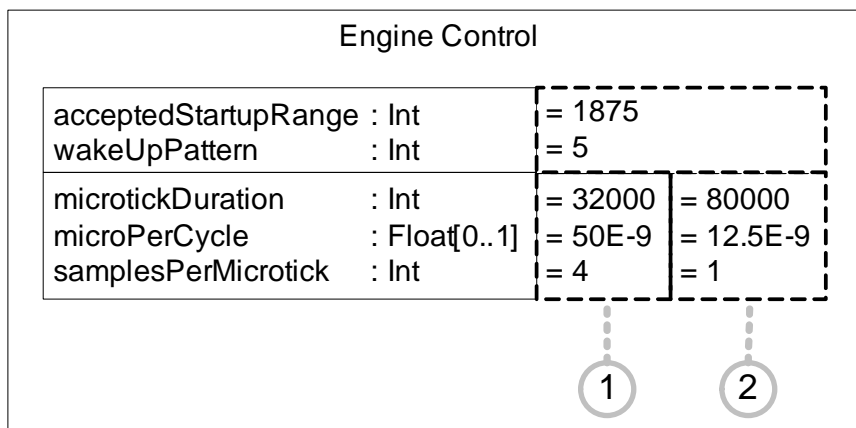 Engine Control
acceptedStartupRange : Int = 1875
wakeUpPattern : Int = 5
microtickDuration : Int = 32000 = 80000
microPerCycle : Float[0..1] = 50E-9 = 12.5E-9
samplesPerMicrotick : Int = 4 = 1
1 2